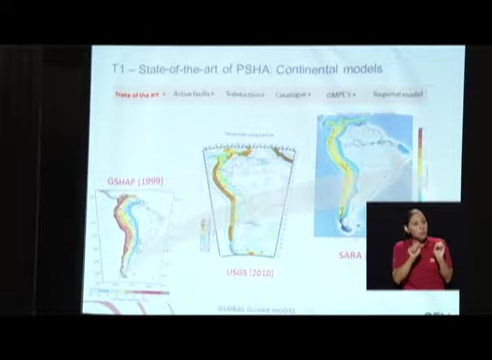 T1 – State-of-the-art of PSHA: Continental models
State of the art Active faults Catalogue GMPE's Regional model
GSHAP [1999]
USGS [2010]
SARA
GLOBAL QUAKE MODEL